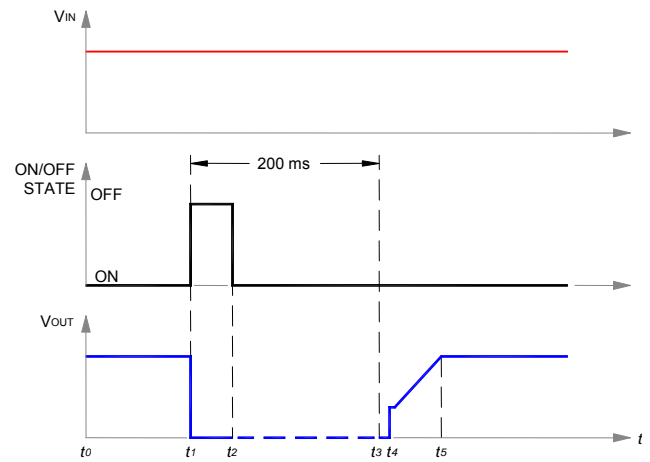 VIN
200 ms
ON/OFF
STATE
OFF
ON
VOUT
t
t0 t1 t2 t3 t4 t5